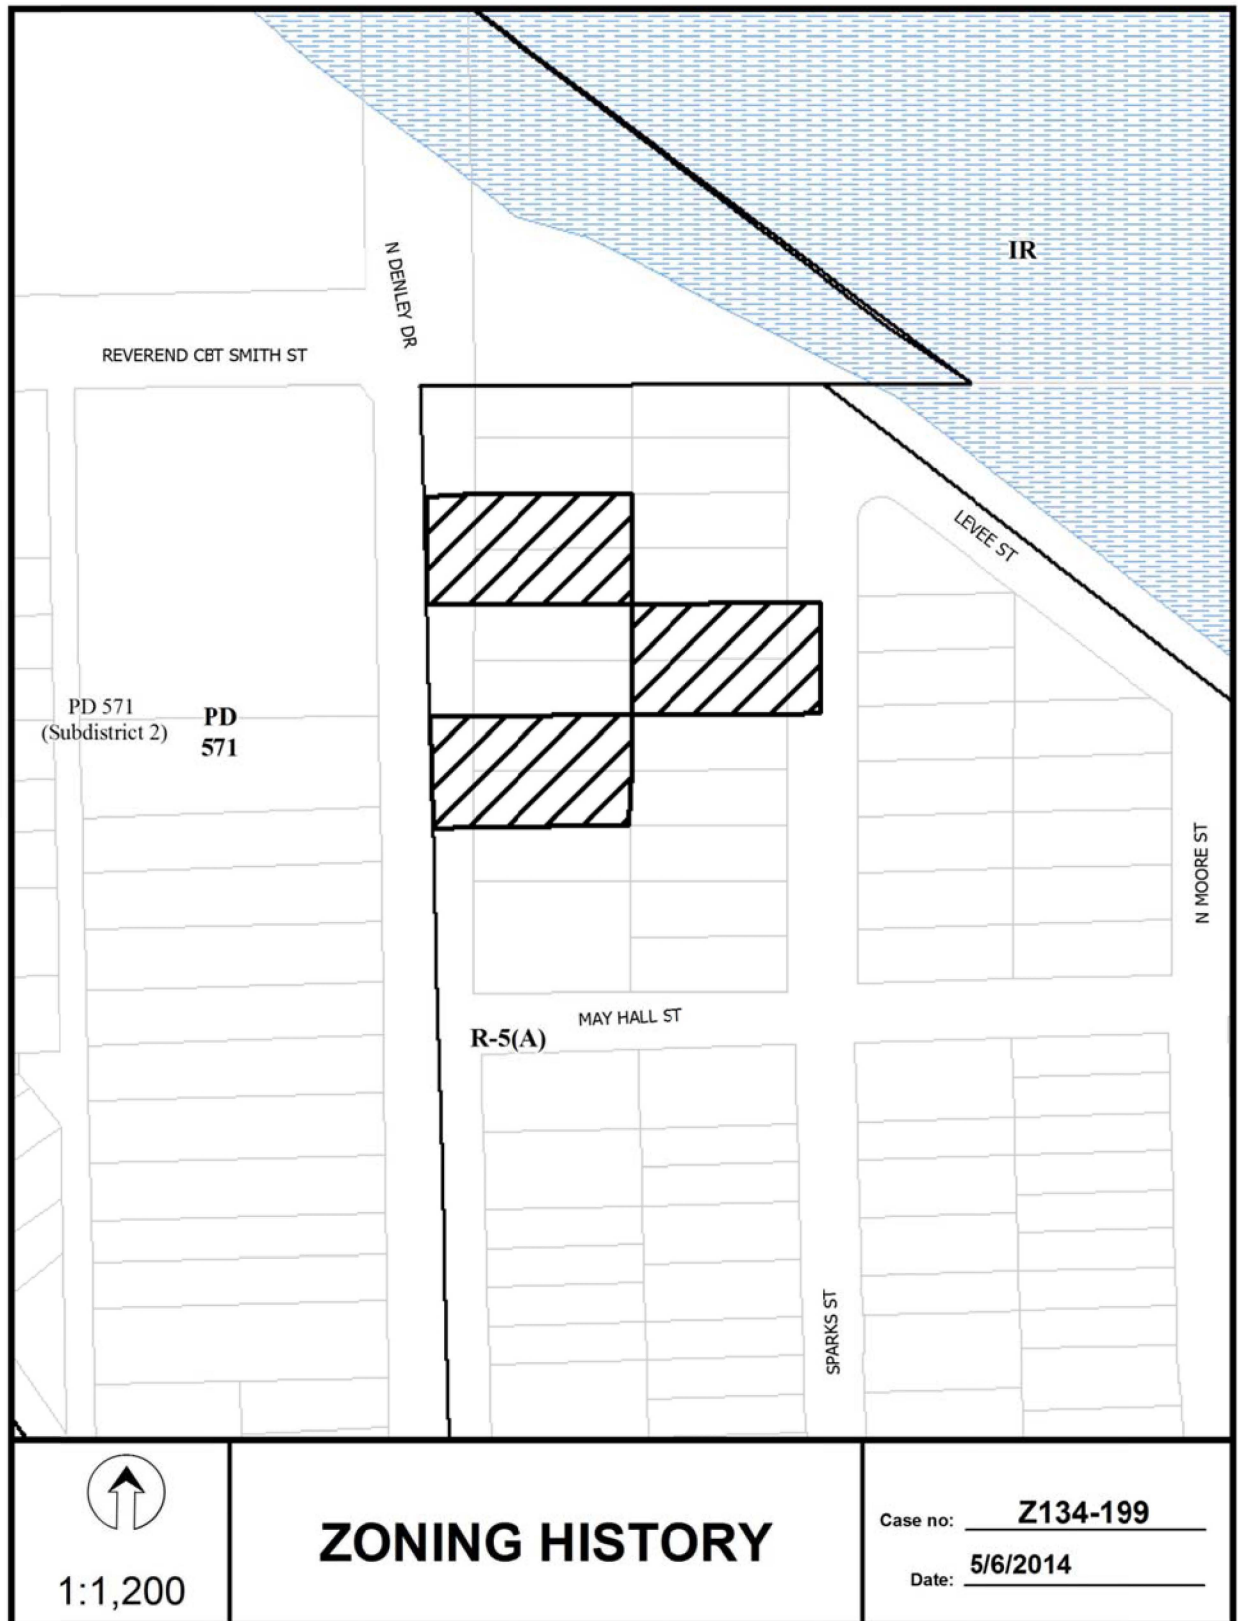 IR
N DENLEY DR
REVEREND CBT SMITH ST
LEVEE ST
PD 571
(Subdistrict 2)
PD
571
N MOORE ST
MAY HALL ST
R-5(A)
SPARKS ST
1:1,200
ZONING HISTORY
Case no: Z134-199
Date: 5/6/2014